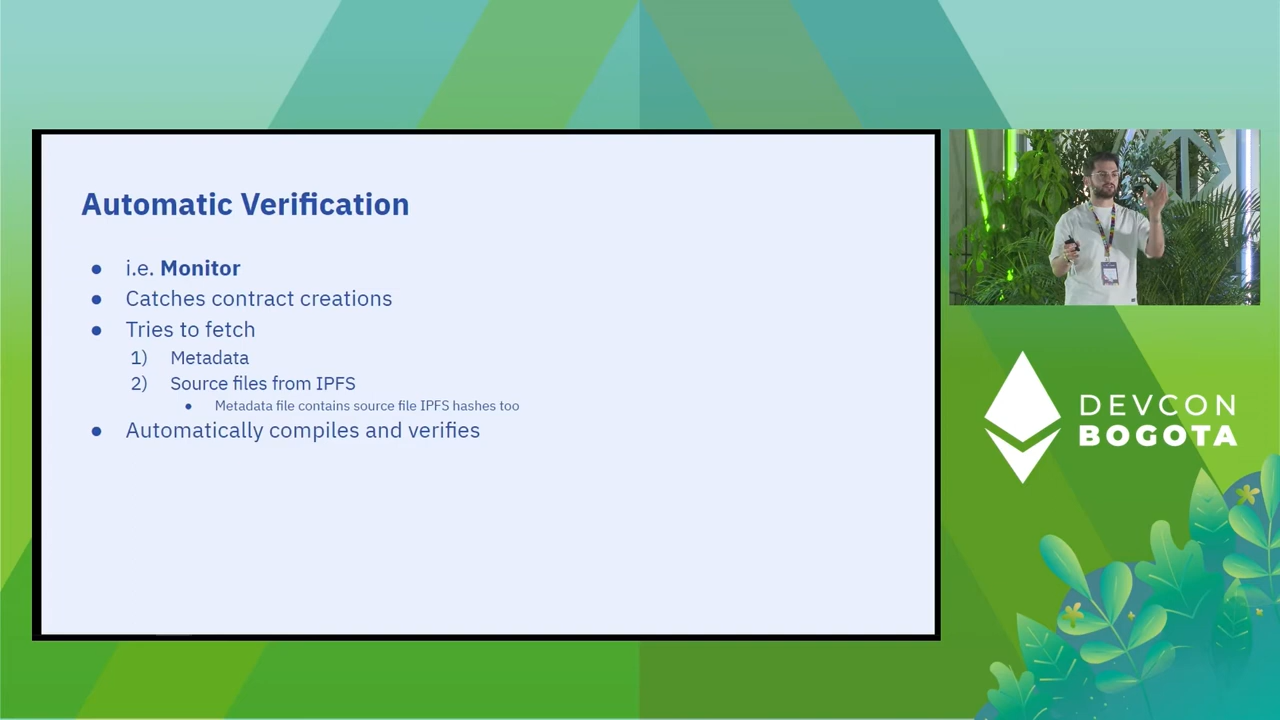 Automatic Verification
● i.e. Monitor
● Catches contract creations
● Tries to fetch
1) Metadata
2) Source files from IPFS
● Metadata file contains source file IPFS hashes too
● Automatically compiles and verifies
DEVCON
BOGOTA